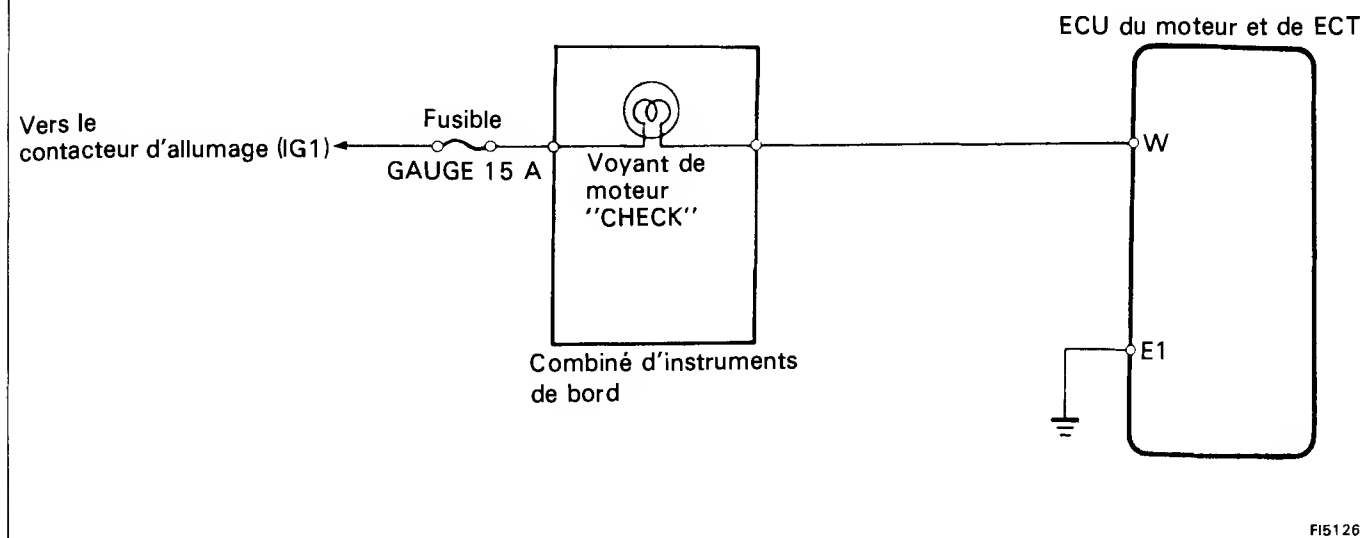 ECU du moteur et de ECT
Vers le
contacteur d'allumage (IG1)
Fusible
GAUGE 15 A
Voyant de
moteur
''CHECK''
W
E1
Combiné d'instruments
de bord
FI5126